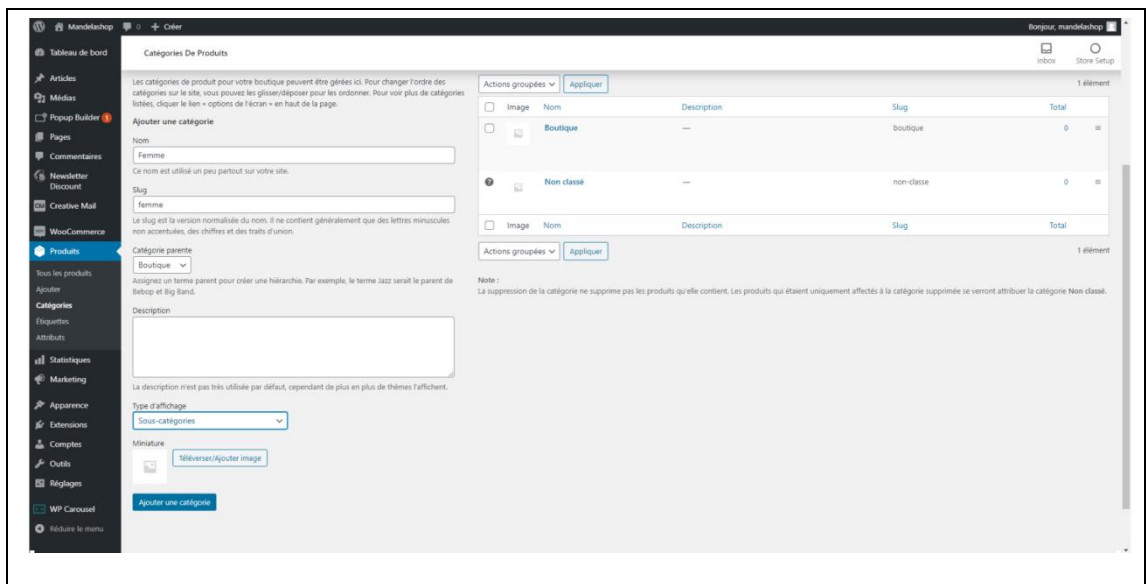 Mandelashop 0 + Créer Bonjour, mandelashop
Tableau de bord
Articles
Médias
Popup Builder 1
Pages
Commentaires
Newsletter
Discount
Creative Mail
WooCommerce
Produits
Tous les produits
Ajouter
Catégories
Étiquettes
Attributs
Statistiques
Marketing
Apparence
Extensions
Comptes
Outils
Réglages
WP Carousel
Réduire le menu
Catégories De Produits
Inbox
Store Setup
Les catégories de produit pour votre boutique peuvent être gérées ici. Pour changer l'ordre des
catégories sur le site, vous pouvez les glisser/déposer pour les ordonner. Pour voir plus de catégories
listées, cliquer le lien « options de l'écran » en haut de la page.
Ajouter une catégorie
Nom
Femme
Ce nom est utilisé un peu partout sur votre site.
Slug
femme
Le slug est la version normalisée du nom. Il ne contient généralement que des lettres minuscules
non accentuées, des chiffres et des traits d'union.
Catégorie parente
Boutique
Assignez un terme parent pour créer une hiérarchie. Par exemple, le terme Jazz serait le parent de
Bebop et Big Band.
Description
La description n'est pas très utilisée par défaut, cependant de plus en plus de thèmes l'affichent.
Type d'affichage
Sous-catégories
Miniature
Téléverser/Ajouter image
Ajouter une catégorie
Actions groupées Appliquer 1 élément
Image Nom Description Slug Total
Boutique — boutique 0
Non classé — non-classe 0
Image Nom Description Slug Total
Actions groupées Appliquer 1 élément
Note :
La suppression de la catégorie ne supprime pas les produits qu'elle contient. Les produits qui étaient uniquement affectés à la catégorie supprimée se verront attribuer la catégorie Non classé.